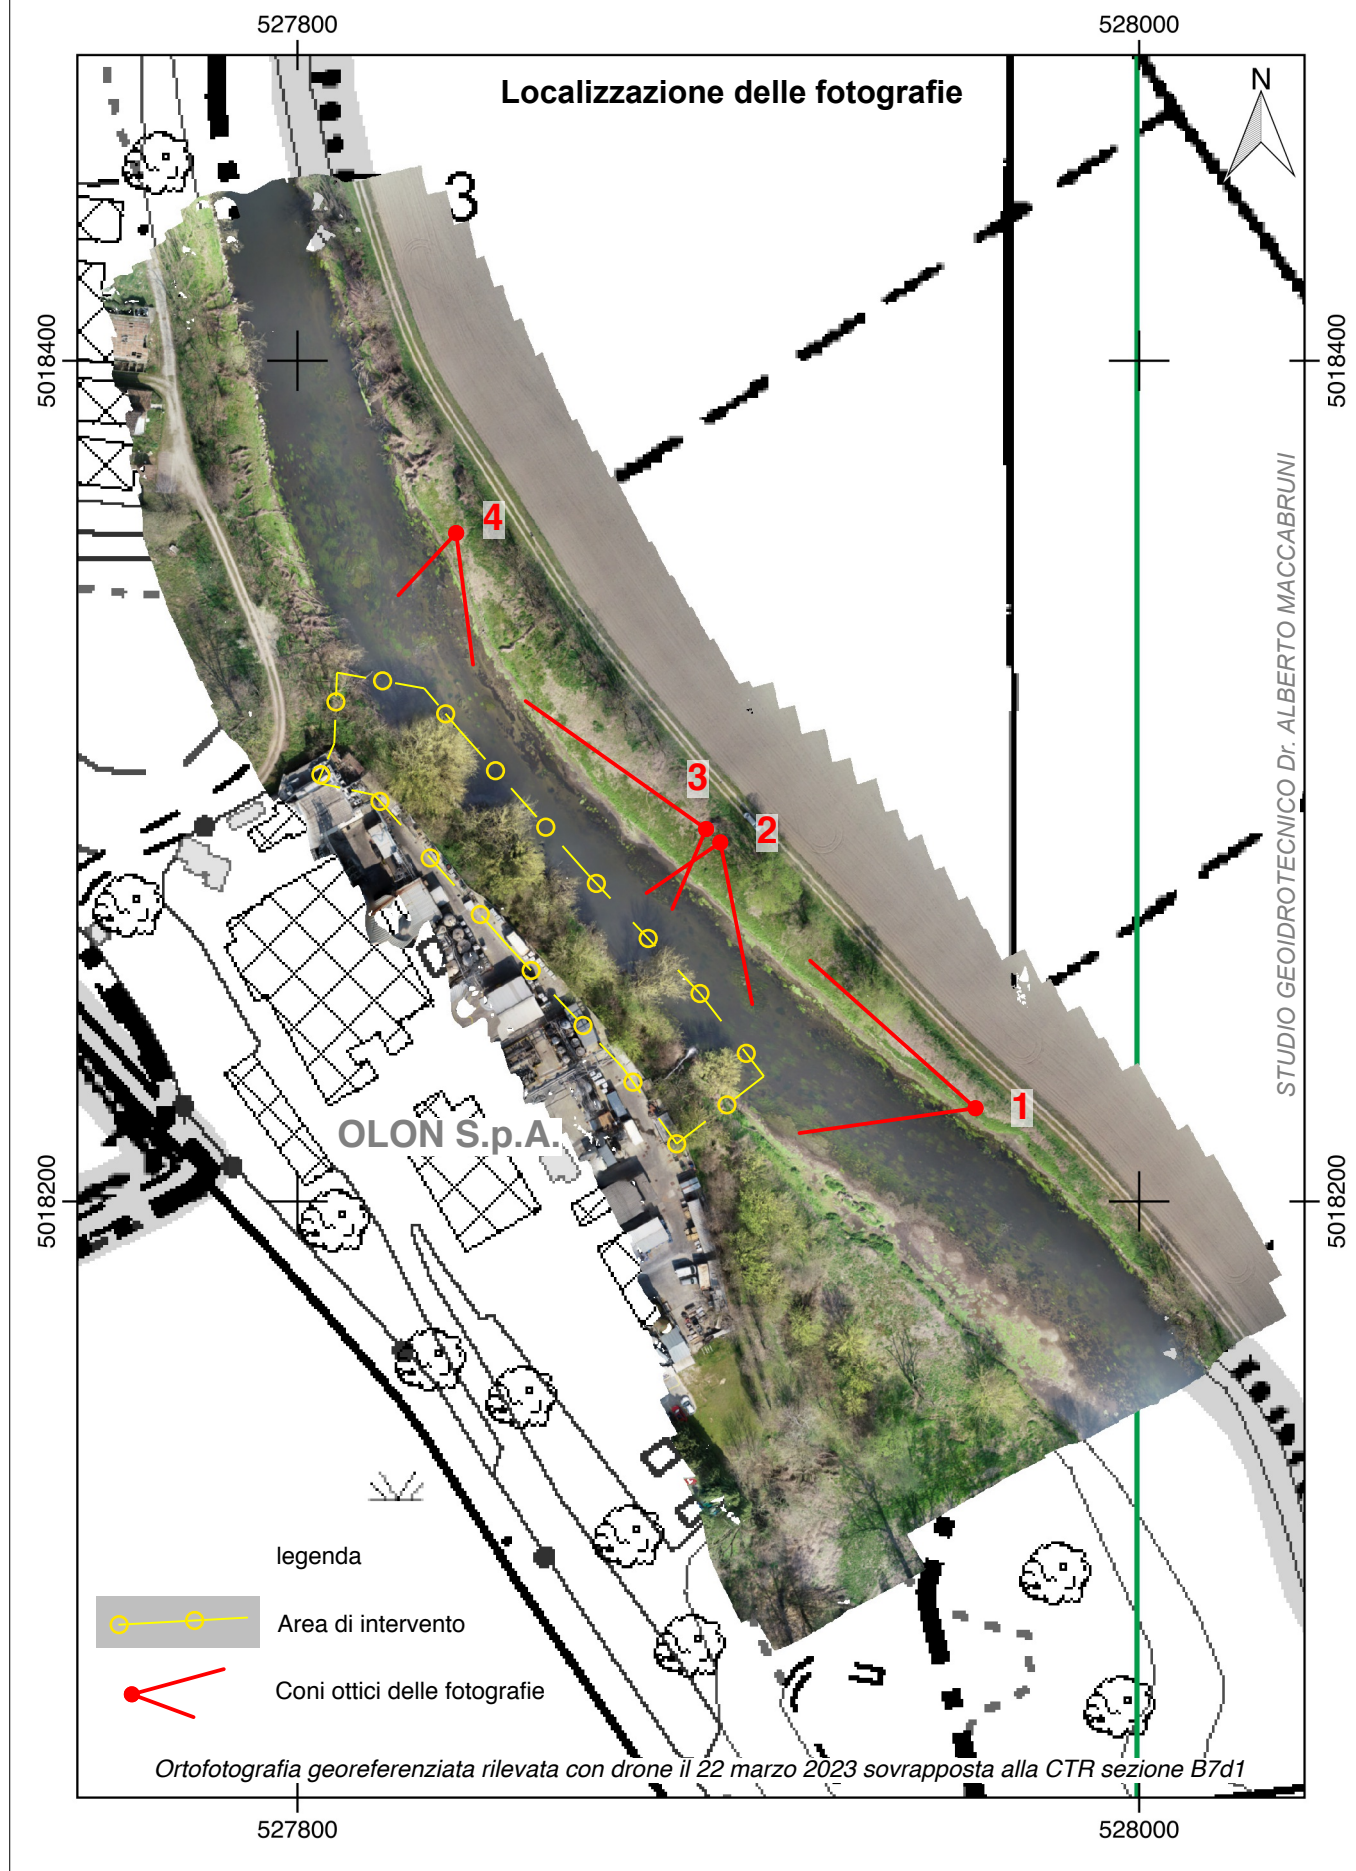 527800
528000
Localizzazione delle fotografie
N
3
5018400
5018400
4
STUDIO GEOIDROTECNICO Dr. ALBERTO MACCABRUNI
3
2
1
OLON S.p.A.
5018200
5018200
legenda
Area di intervento
Coni ottici delle fotografie
Ortofotografia georeferenziata rilevata con drone il 22 marzo 2023 sovrapposta alla CTR sezione B7d1
527800
528000